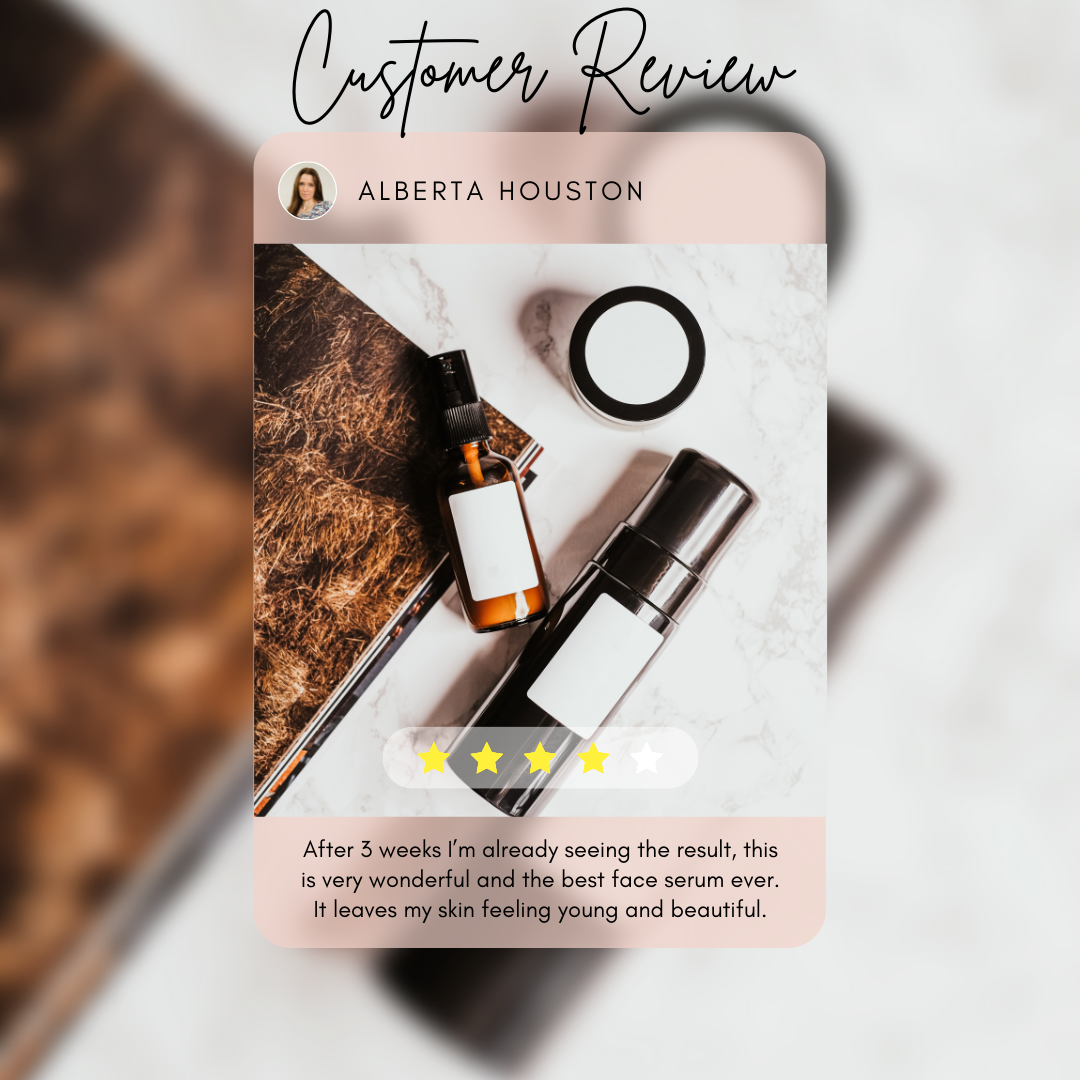 Customer Review
ALBERTA HOUSTON
After 3 weeks I’m already seeing the result, this
is very wonderful and the best face serum ever.
It leaves my skin feeling young and beautiful.